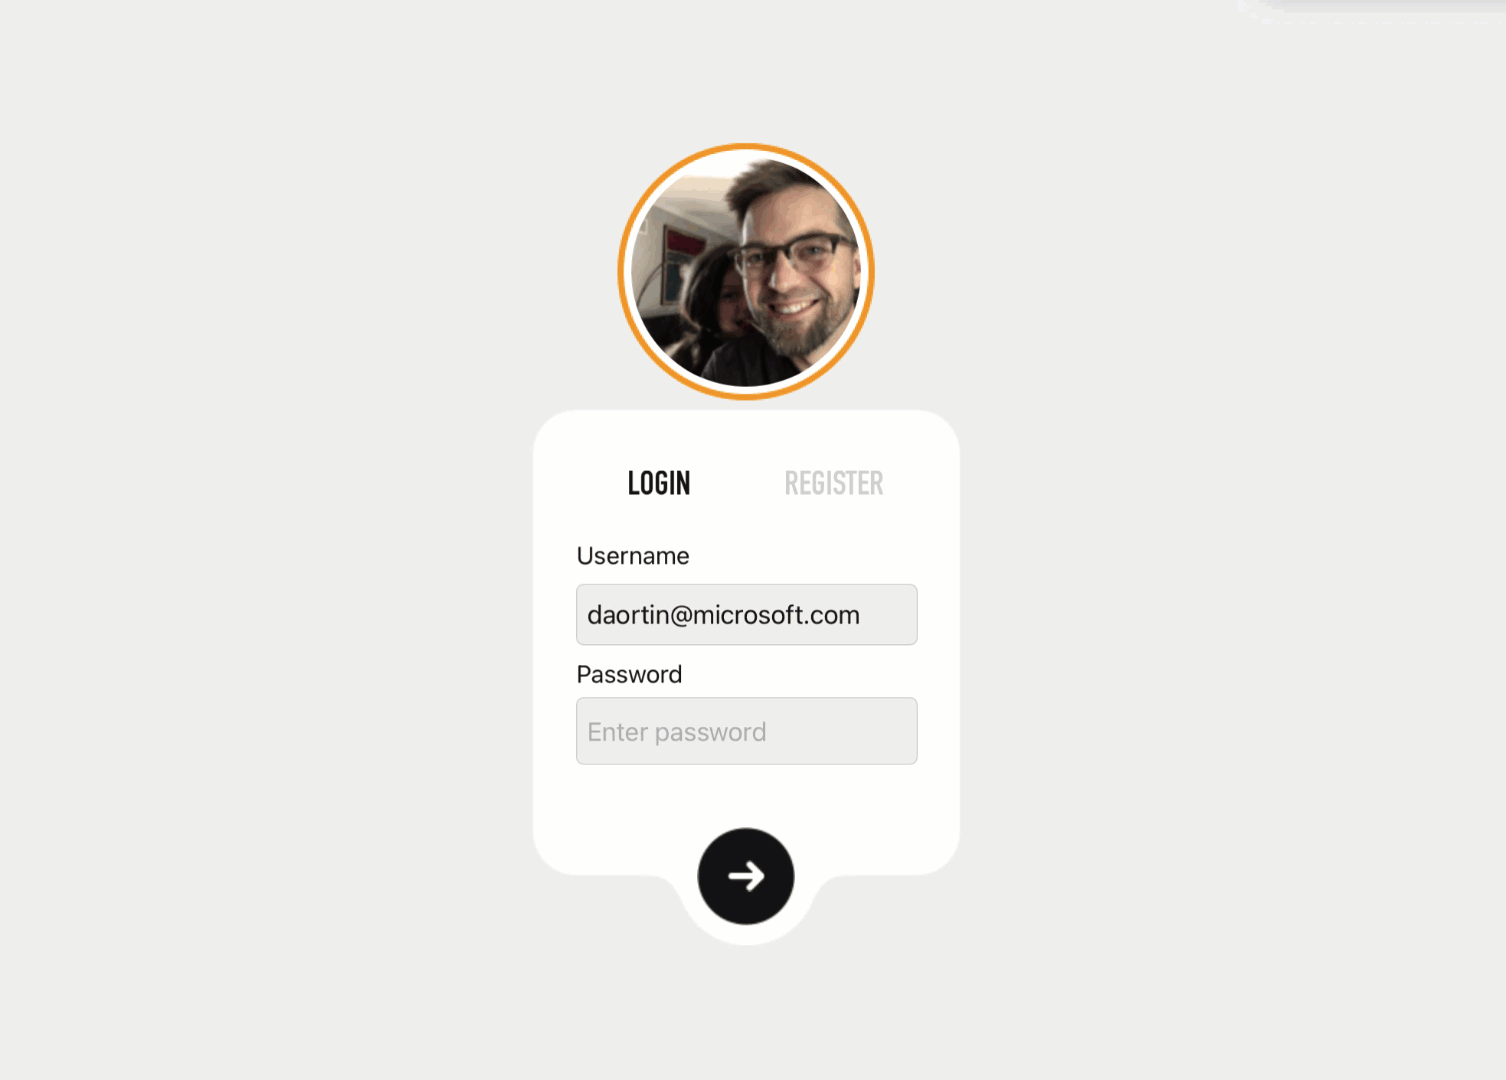 LOGIN REGISTER
Username
daortin@microsoft.com
Password
Enter password